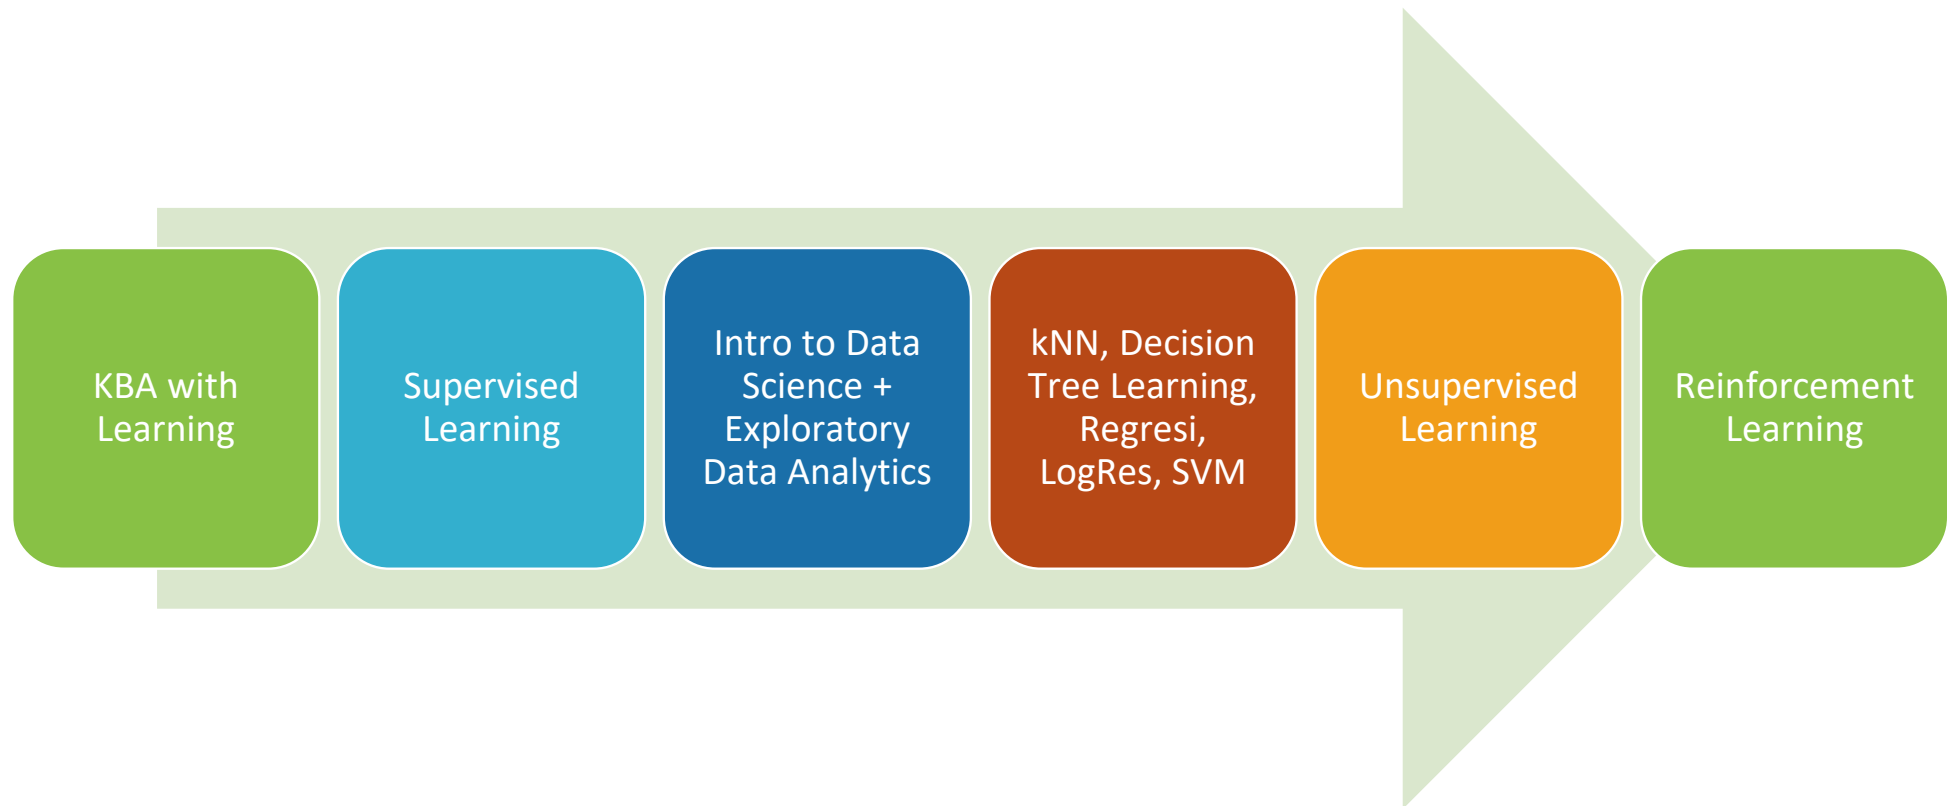 KBA with
Learning
Supervised
Learning
Intro to Data
Science +
Exploratory
Data Analytics
kNN, Decision
Tree Learning,
Regresi,
LogRes, SVM
Unsupervised
Learning
Reinforcement
Learning